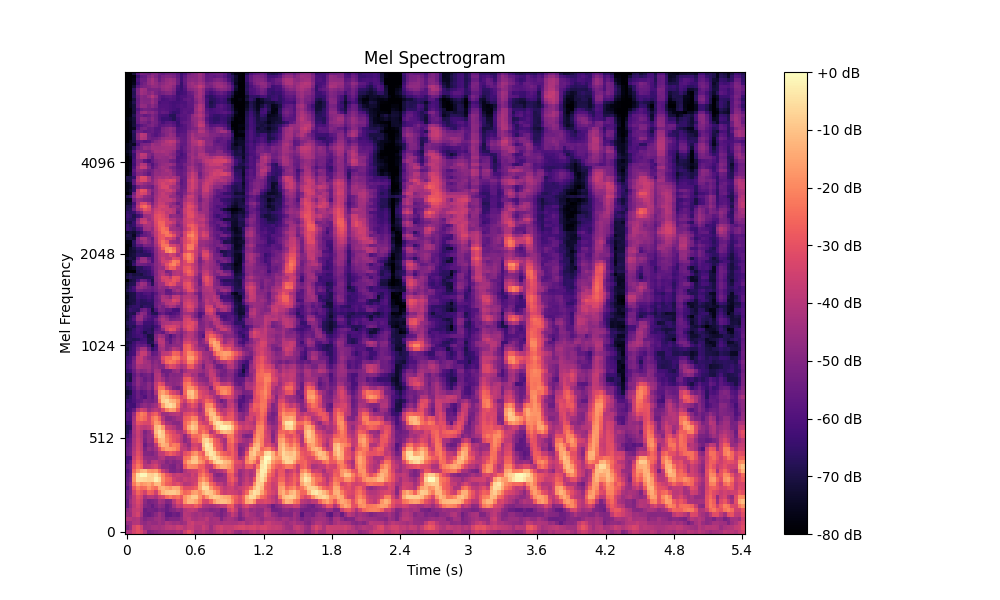 Mel Spectrogram
Mel Frequency
4096
2048
1024
512
0
0 0.6 1.2 1.8 2.4 3 3.6 4.2 4.8 5.4
Time (s)
+0 dB
-10 dB
-20 dB
-30 dB
-40 dB
-50 dB
-60 dB
-70 dB
-80 dB